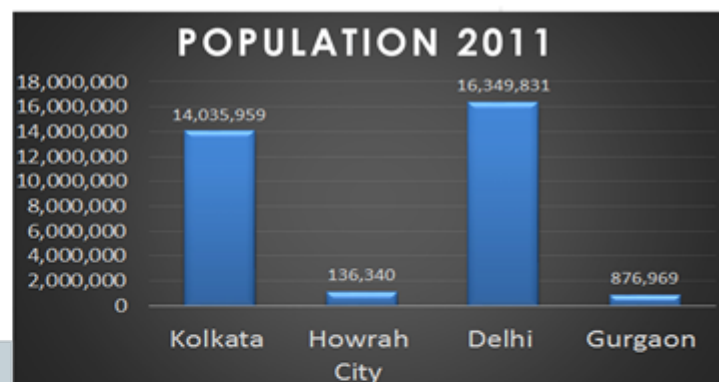 POPULATION 2011
18,000,000
16,000,000
14,000,000
12,000,000
10,000,000
8,000,000
6,000,000
4,000,000
2,000,000
0
14,035,959
136,340
16,349,831
876,969
Kolkata
Howrah
City
Delhi
Gurgaon